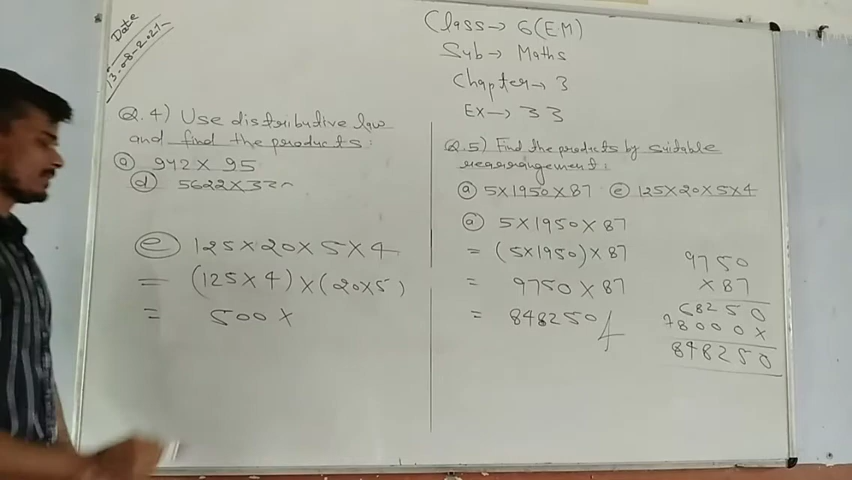 Date
13-08-2021
Class → 6(EM)
Sub → Maths
Chapter → 3
EX → 33
Q.4) Use distributive law
and find the products:
(a) 942 X 95
(d) 5622 X
(e) 125 X 20 X 5 X 4
= (125 X 4) X (20 X 5)
= 500 X
Q.5) Find the products by suitable
rearrangement:
(a) 5 X 1950 X 87 (e) 125 X 20 X 5 X 4
(a) 5 X 1950 X 87
= (5 X 1950) X 87
= 9750 X 87
= 848250
9750
X 87
68250
78000X
848250